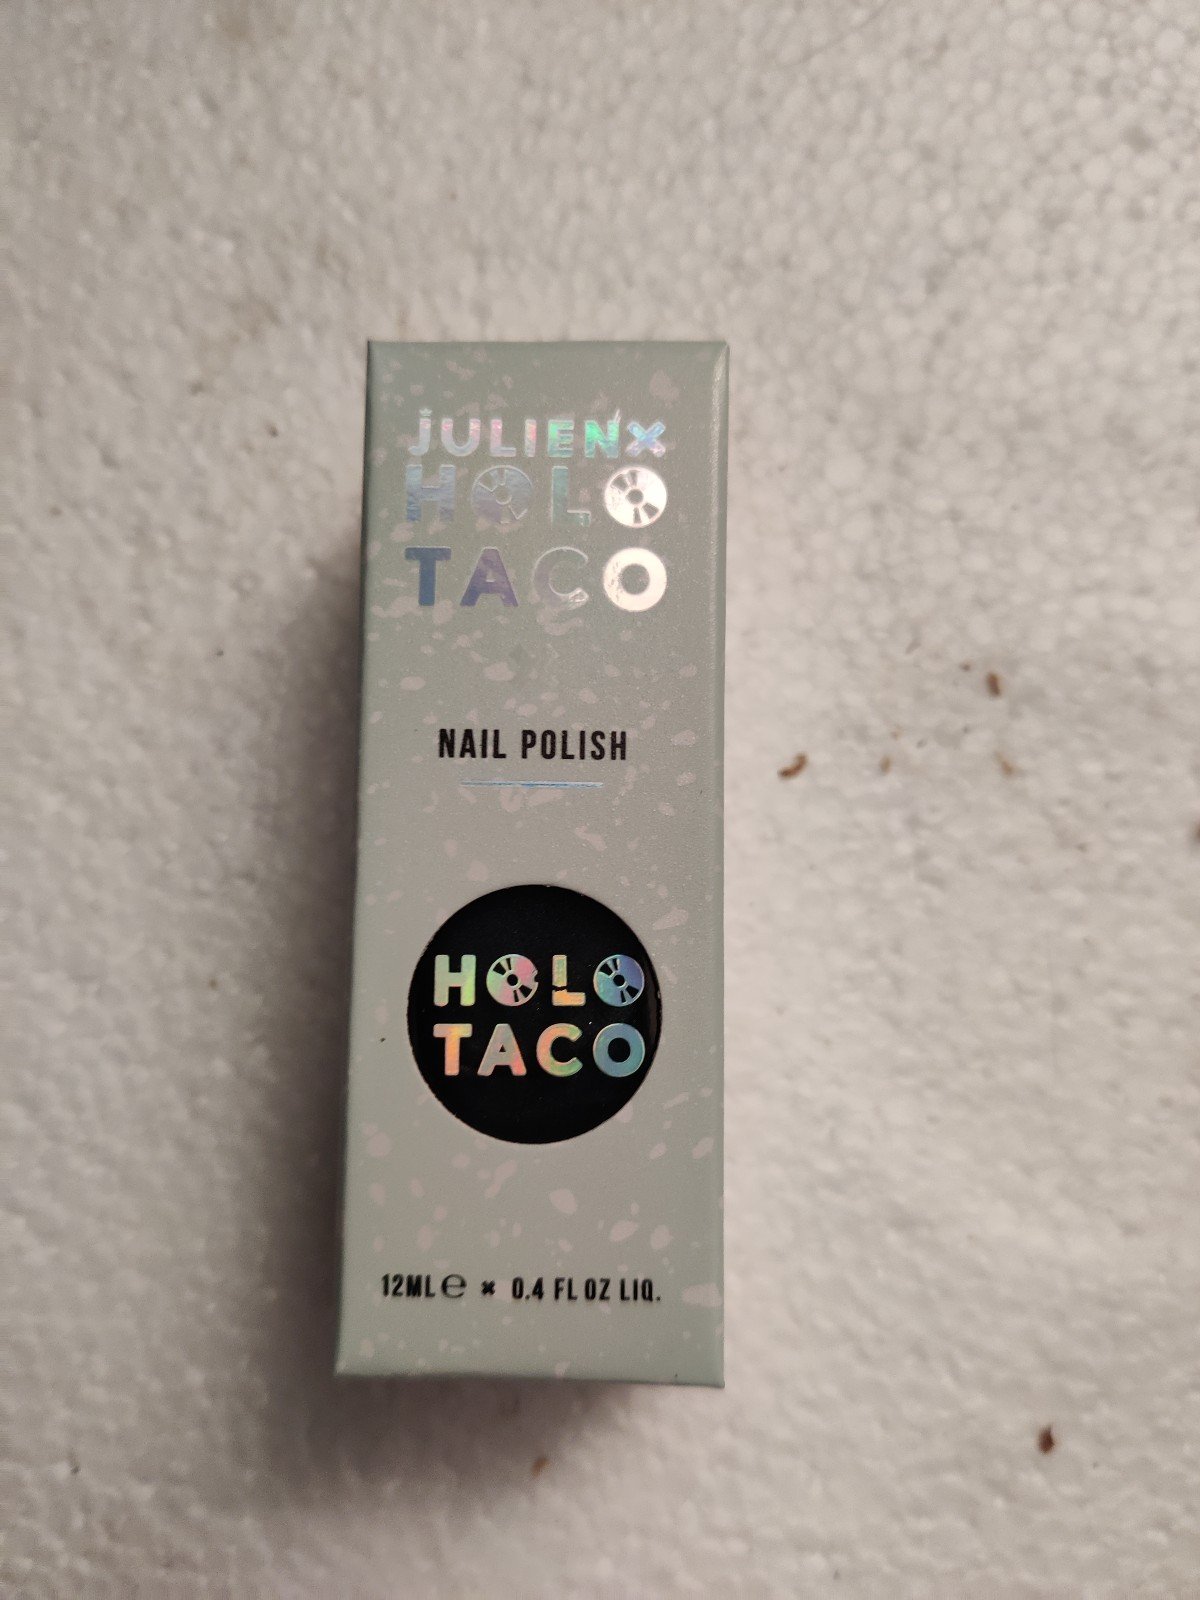 JULIEN×
HOLO
TACO
NAIL POLISH
HOLO
TACO
12ML℮ × 0.4 FL OZ LIQ.